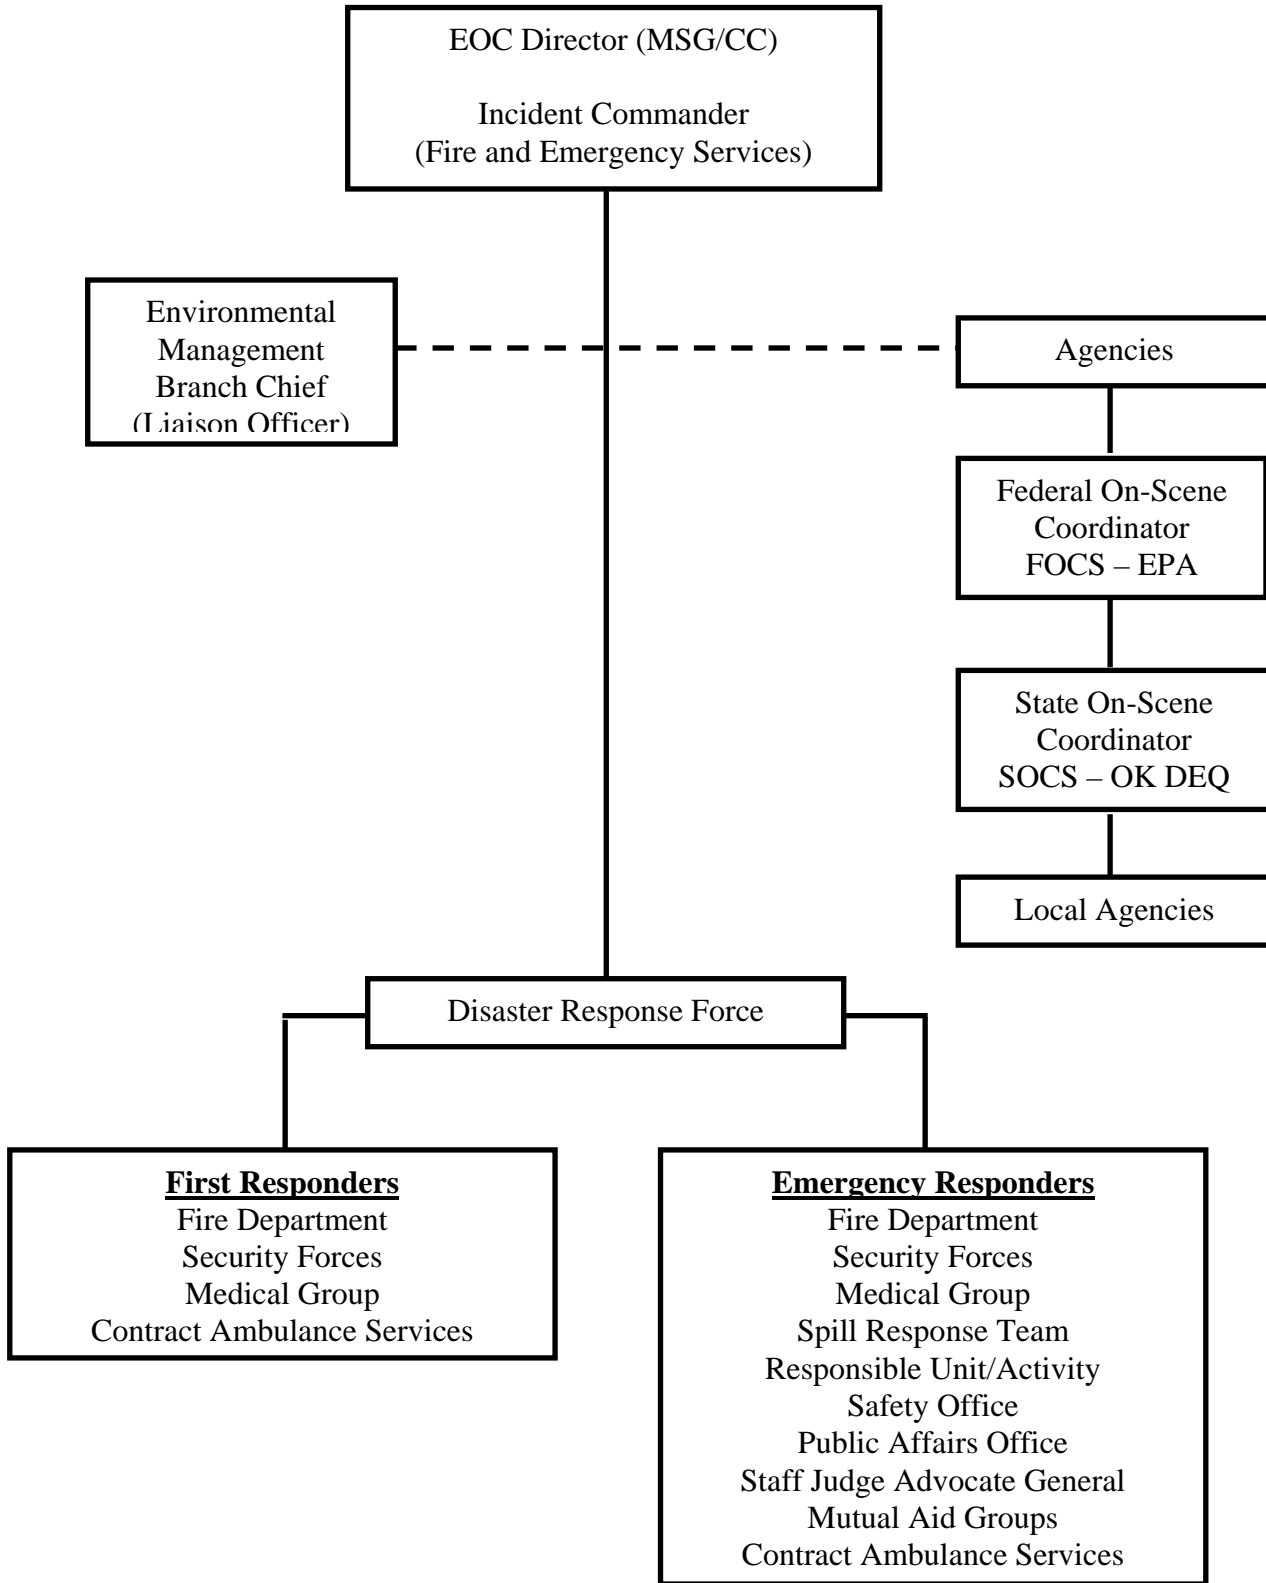 EOC Director (MSG/CC)
Incident Commander
(Fire and Emergency Services)
Environmental
Management
Branch Chief
(Liaison Officer)
Agencies
Federal On-Scene
Coordinator
FOCS – EPA
State On-Scene
Coordinator
SOCS – OK DEQ
Local Agencies
Disaster Response Force
First Responders
Fire Department
Security Forces
Medical Group
Contract Ambulance Services
Emergency Responders
Fire Department
Security Forces
Medical Group
Spill Response Team
Responsible Unit/Activity
Safety Office
Public Affairs Office
Staff Judge Advocate General
Mutual Aid Groups
Contract Ambulance Services